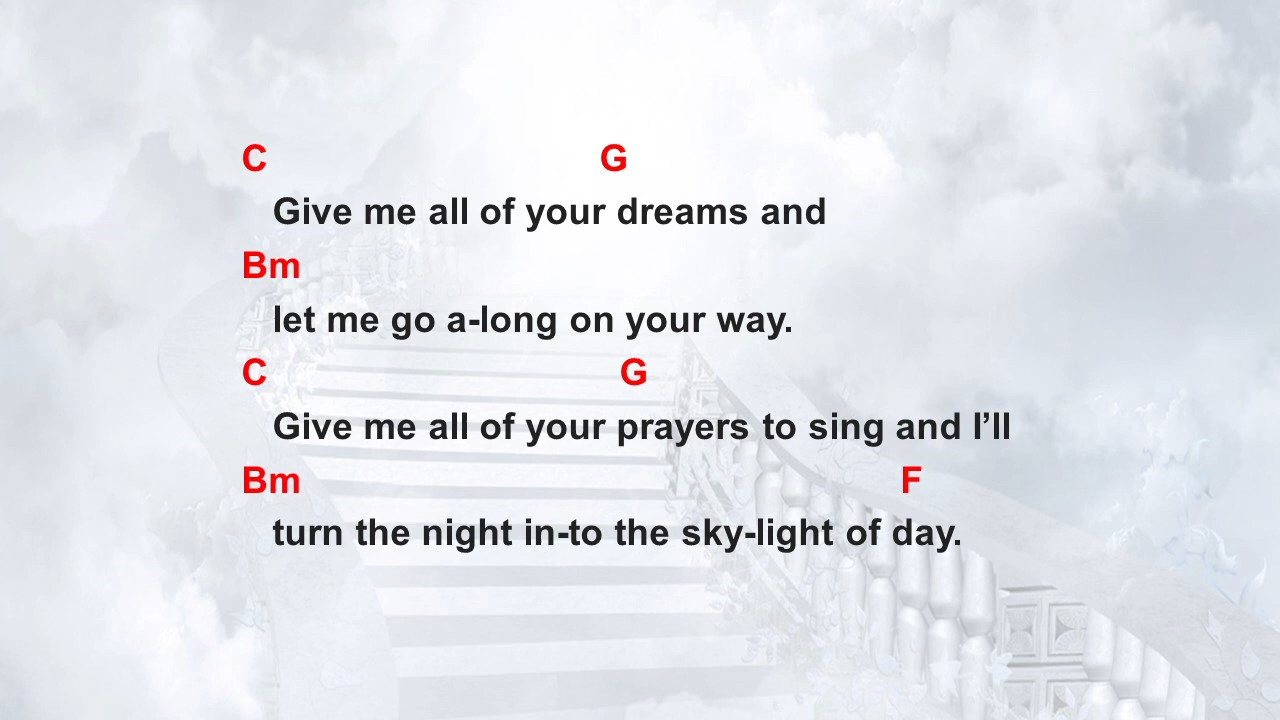 C G
Give me all of your dreams and
Bm
let me go a-long on your way.
C G
Give me all of your prayers to sing and I’ll
Bm F
turn the night in-to the sky-light of day.